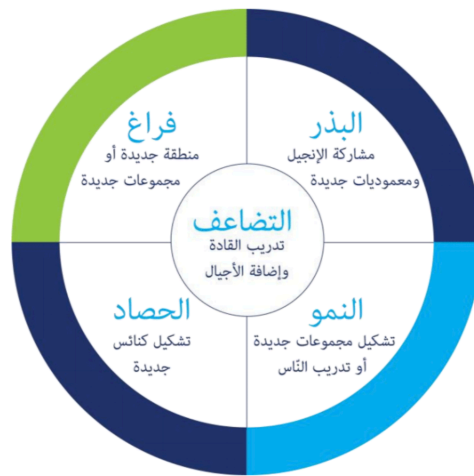 فراغ
منطقة جديدة أو
مجموعات جديدة
البذر
مشاركة الإنجيل
ومعموديات جديدة
التضاعف
تدريب القادة
وإضافة الأجيال
الحصاد
تشكيل كنائس
جديدة
النمو
تشكيل مجموعات جديدة
أو تدريب النّاس